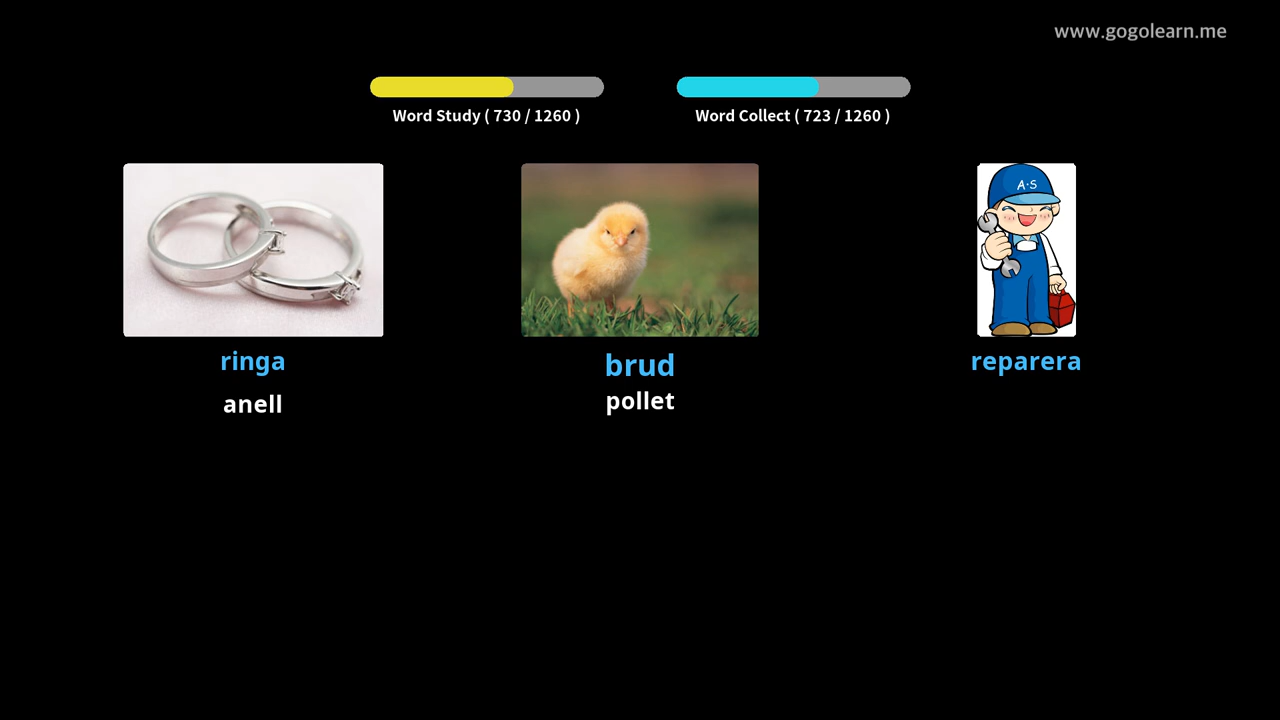 www.gogolearn.me
Word Study ( 730 / 1260 )
Word Collect ( 723 / 1260 )
A·S
ringa
brud
reparera
anell
pollet